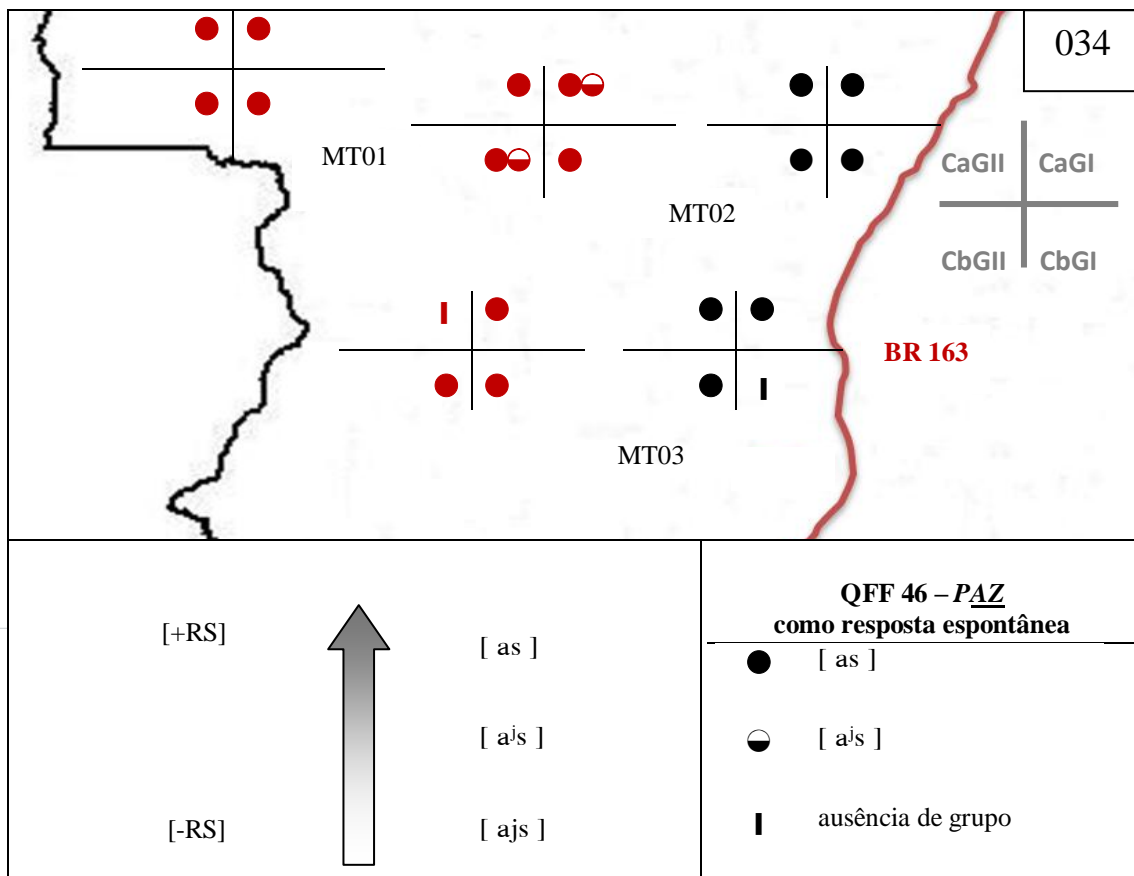 034
MT01
CaGII CaGI
MT02
CbGII CbGI
BR 163
MT03
[+RS]
[ as ]
[ aʲs ]
[-RS]
[ ajs ]
QFF 46 – PAZ
como resposta espontânea
[ as ]
[ aʲs ]
ausência de grupo